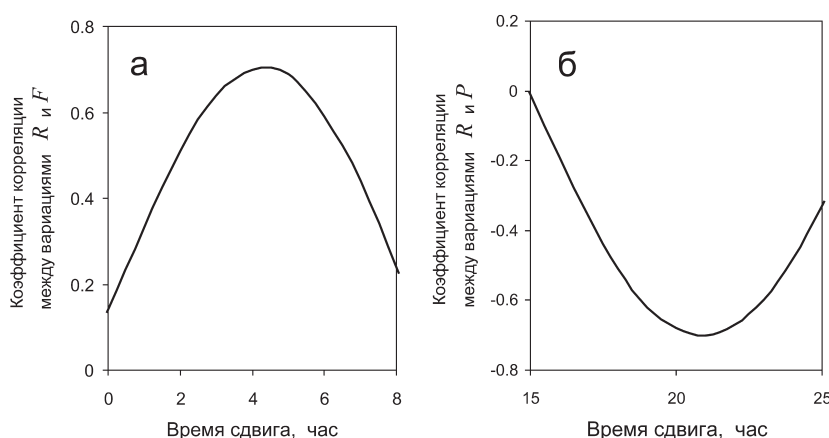 Коэффициент корреляции
между вариациями R и F
0.8
0.6
0.4
0.2
0
а
0 2 4 6 8
Время сдвига, час
Коэффициент корреляции
между вариациями R и P
0.2
0
-0.2
-0.4
-0.6
-0.8
б
15 20 25
Время сдвига, час